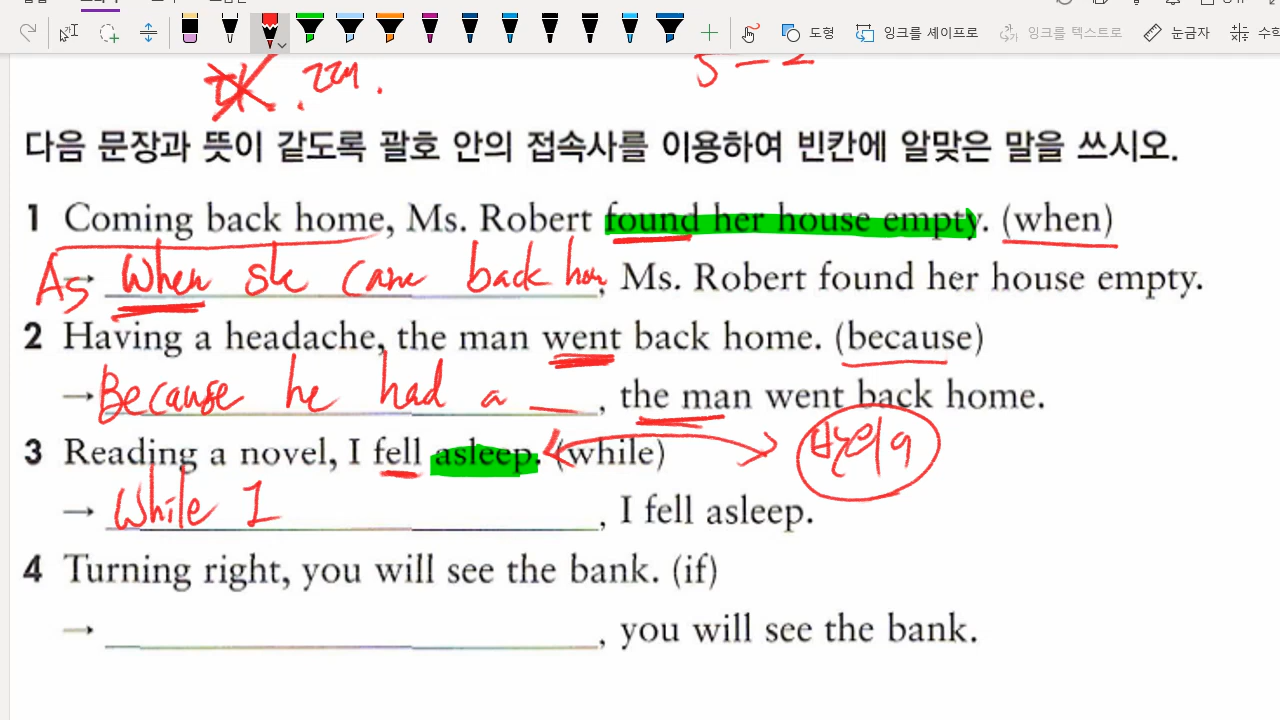 도형 잉크를 셰이프로 잉크를 텍스트로 눈금자
다음 문장과 뜻이 같도록 괄호 안의 접속사를 이용하여 빈칸에 알맞은 말을 쓰시오.
1 Coming back home, Ms. Robert found her house empty. (when)
As → When she came back , Ms. Robert found her house empty.
2 Having a headache, the man went back home. (because)
→ Because he had a , the man went back home.
3 Reading a novel, I fell asleep. (while)
→ While I , I fell asleep.
4 Turning right, you will see the bank. (if)
→ , you will see the bank.